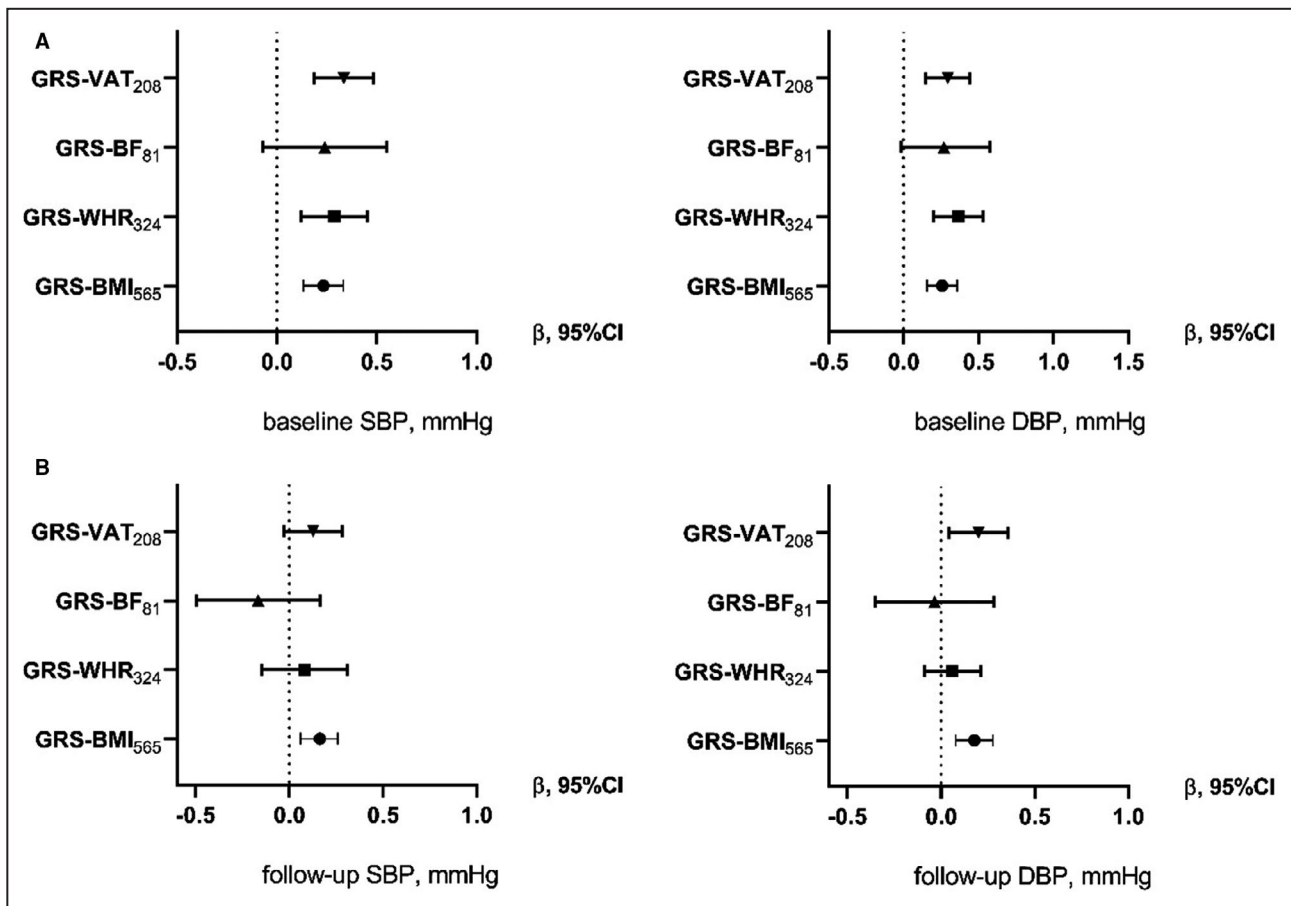 A
GRS-VAT208
GRS-BF81
GRS-WHR324
GRS-BMI565
-0.5 0.0 0.5 1.0
β, 95%CI
baseline SBP, mmHg
GRS-VAT208
GRS-BF81
GRS-WHR324
GRS-BMI565
-0.5 0.0 0.5 1.0 1.5
β, 95%CI
baseline DBP, mmHg
B
GRS-VAT208
GRS-BF81
GRS-WHR324
GRS-BMI565
-0.5 0.0 0.5 1.0
β, 95%CI
follow-up SBP, mmHg
GRS-VAT208
GRS-BF81
GRS-WHR324
GRS-BMI565
-0.5 0.0 0.5 1.0
β, 95%CI
follow-up DBP, mmHg